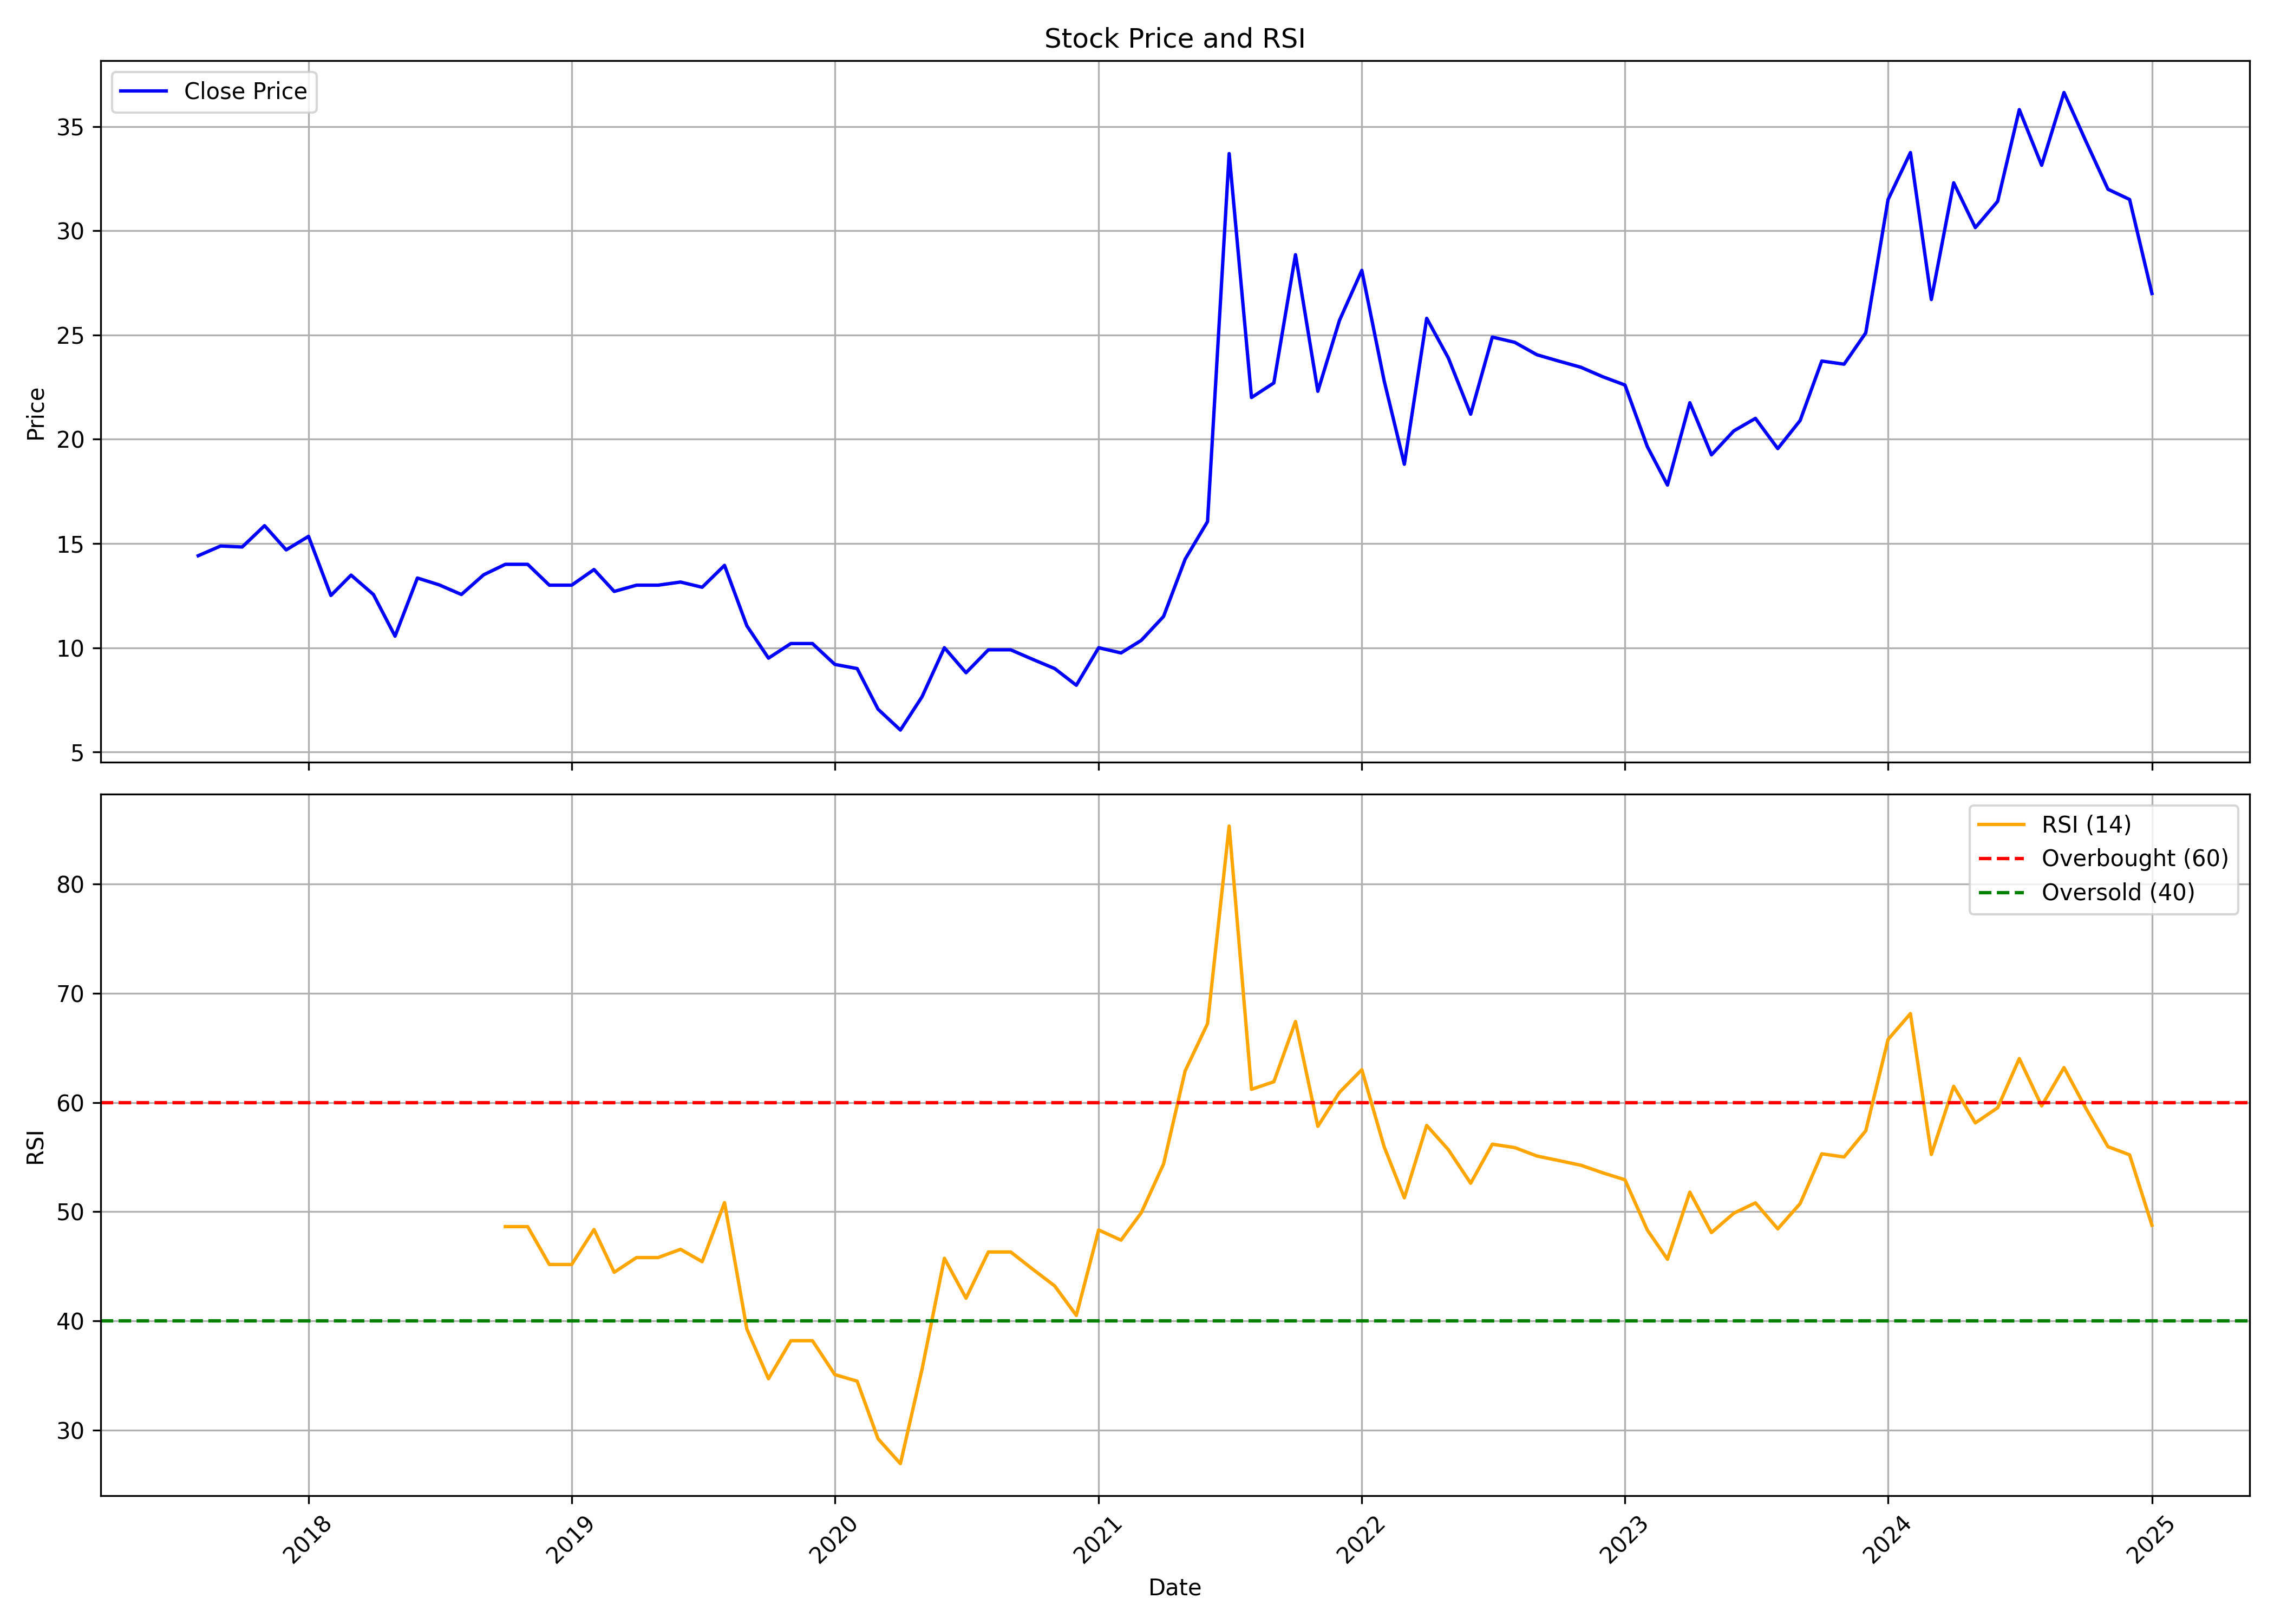 Stock Price and RSI
Close Price
35
30
25
20
15
10
5
Price
RSI (14)
Overbought (60)
Oversold (40)
80
70
60
50
40
30
RSI
2018
2019
2020
2021
2022
2023
2024
2025
Date